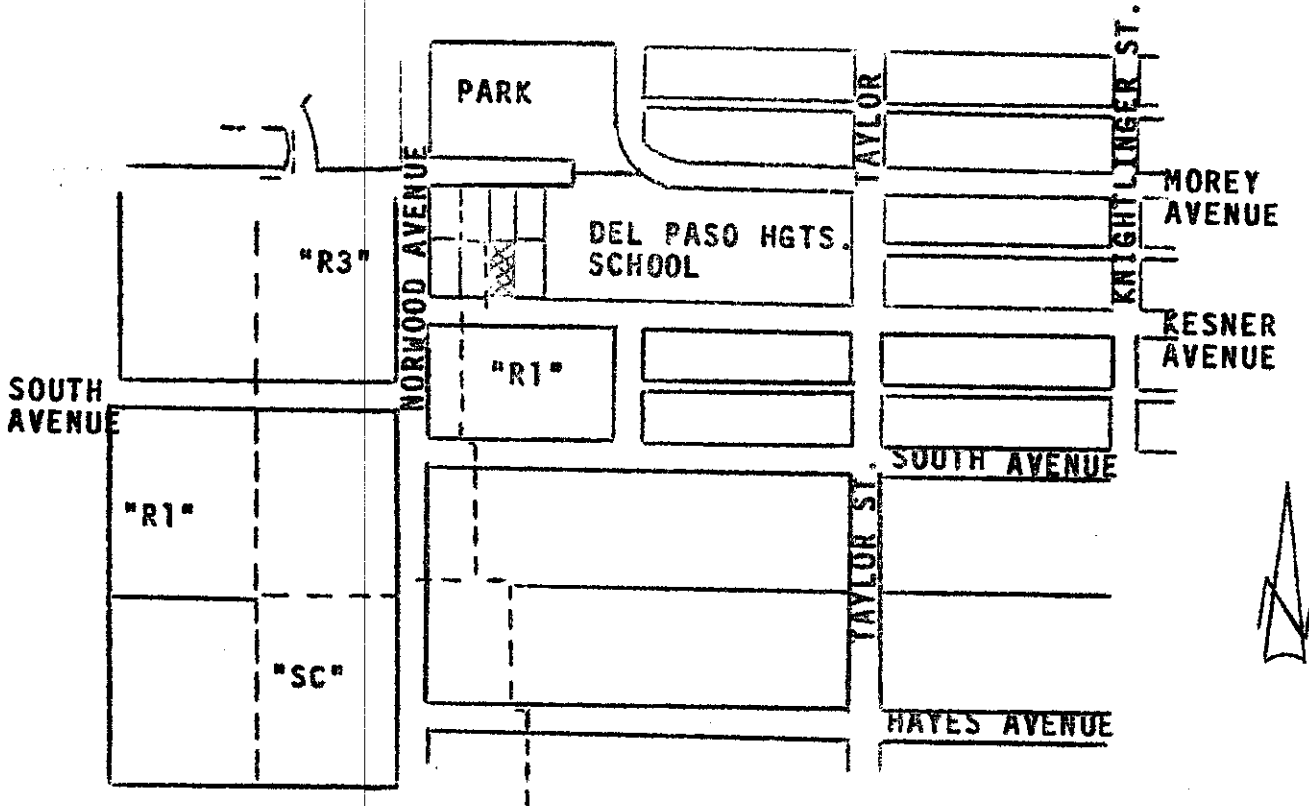 PARK
TAYLOR
KNIGHTLINGER ST.
MOREY
AVENUE
NORWOOD AVENUE
"R3"
DEL PASO HGTS.
SCHOOL
KESNER
AVENUE
"R1"
SOUTH
AVENUE
SOUTH AVENUE
"R1"
TAYLOR ST.
"SC"
HAYES AVENUE
N